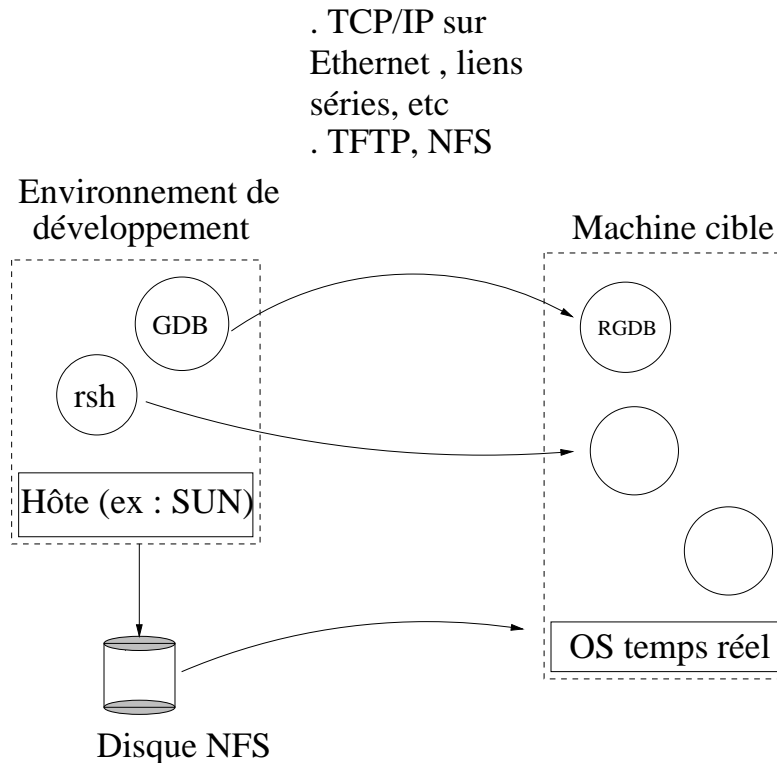 . TCP/IP sur
Ethernet , liens
séries, etc
. TFTP, NFS
Environnement de
développement
Machine cible
GDB
RGDB
rsh
Hôte (ex : SUN)
OS temps réel
Disque NFS